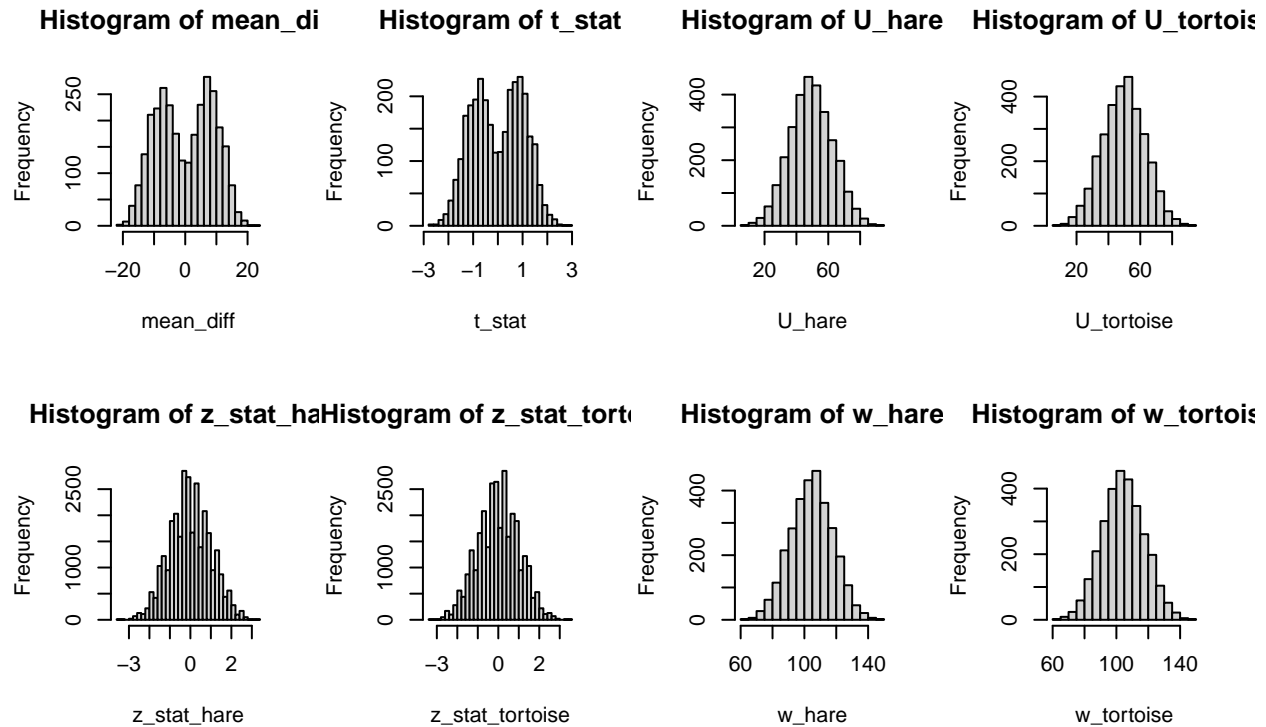 Histogram of mean_di
Histogram of t_stat
Histogram of U_hare
Histogram of U_tortois
Frequency
0
100
250
−20
0
20
mean_diff
Frequency
0
100
200
−3
−1
1
3
t_stat
Frequency
0
200
400
20
60
U_hare
Frequency
0
200
400
20
60
U_tortoise
Histogram of z_stat_ha
Histogram of z_stat_torto
Histogram of w_hare
Histogram of w_tortois
Frequency
0
1000
2500
−3
0
2
z_stat_hare
Frequency
0
1000
2500
−3
0
2
z_stat_tortoise
Frequency
0
200
400
60
100
140
w_hare
Frequency
0
200
400
60
100
140
w_tortoise